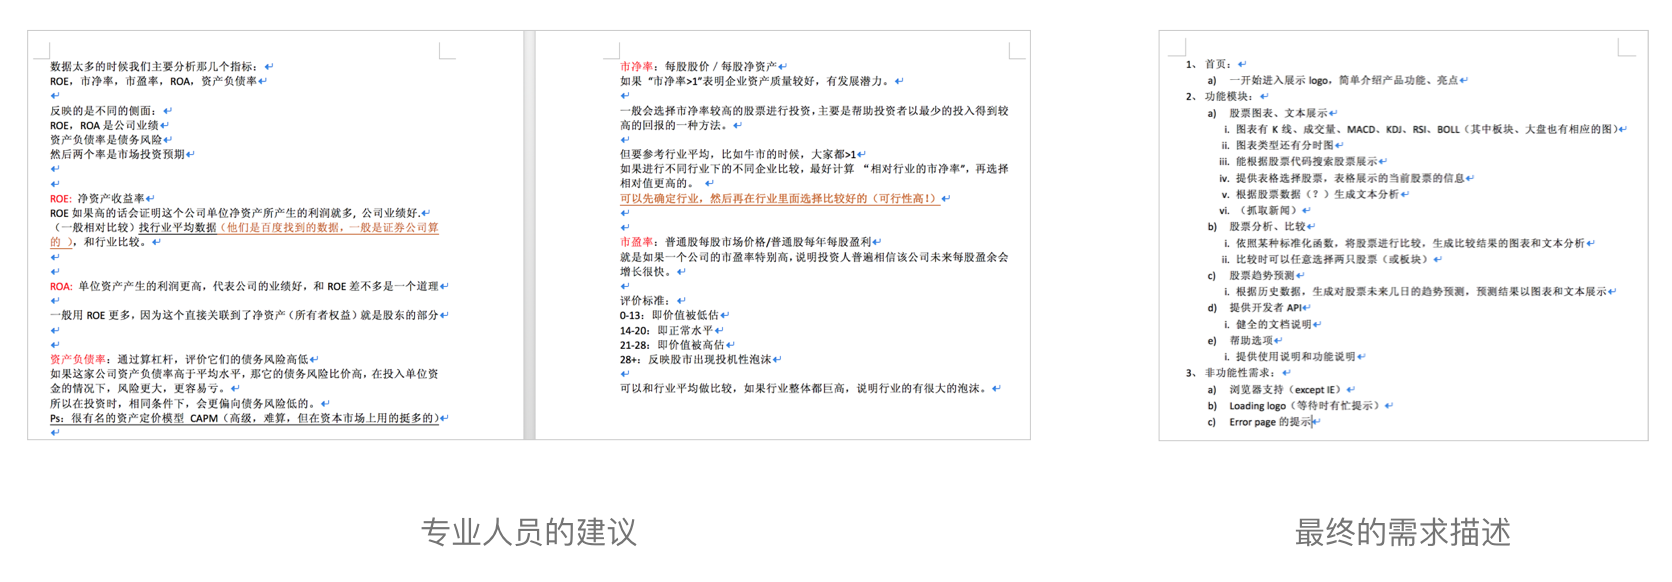 数据太多的时候我们主要分析那几个指标：
ROE，市净率，市盈率，ROA，资产负债率
反映的是不同的侧面：
ROE，ROA 是公司业绩
资产负债率是债务风险
然后两个率是市场投资预期
ROE: 净资产收益率
ROE 如果高的话会证明这个公司单位净资产所产生的利润就多, 公司业绩好.
（一般相对比较）找行业平均数据（他们是百度找到的数据，一般是证券公司算
的 ），和行业比较。
ROA: 单位资产产生的利润更高，代表公司的业绩好，和 ROE 差不多是一个道理
一般用 ROE 更多，因为这个直接关联到了净资产（所有者权益）就是股东的部分
资产负债率：通过算杠杆，评价它们的债务风险高低
如果这家公司资产负债率高于平均水平，那它的债务风险比价高，在投入单位资
金的情况下，风险更大，更容易亏。
所以在投资时，相同条件下，会更偏向债务风险低的。
Ps：很有名的资产定价模型 CAPM（高级，难算，但在资本市场上用的挺多的）
市净率：每股股价 / 每股净资产
如果 “市净率>1”表明企业资产质量较好，有发展潜力。
一般会选择市净率较高的股票进行投资，主要是帮助投资者以最少的投入得到较
高的回报的一种方法。
但要参考行业平均，比如牛市的时候，大家都>1
如果进行不同行业下的不同企业比较，最好计算 “相对行业的市净率”，再选择
相对值更高的。
可以先确定行业，然后再在行业里面选择比较好的（可行性高！）
市盈率：普通股每股市场价格/普通股每年每股盈利
就是如果一个公司的市盈率特别高，说明投资人普遍相信该公司未来每股盈余会
增长很快。
评价标准：
0-13：即价值被低估
14-20：即正常水平
21-28：即价值被高估
28+：反映股市出现投机性泡沫
可以和行业平均做比较，如果行业整体都巨高，说明行业的有很大的泡沫。
专业人员的建议
1、 首页：
a) 一开始进入展示 logo，简单介绍产品功能、亮点
2、 功能模块：
a) 股票图表、文本展示
i. 图表有 K 线、成交量、MACD、KDJ、RSI、BOLL（其中板块、大盘也有相应的图）
ii. 图表类型还有分时图
iii. 能根据股票代码搜索股票展示
iv. 提供表格选择股票，表格展示的当前股票的信息
v. 根据股票数据（？）生成文本分析
vi. （抓取新闻）
b) 股票分析、比较
i. 依照某种标准化函数，将股票进行比较，生成比较结果的图表和文本分析
ii. 比较时可以任意选择两只股票（或板块）
c) 股票趋势预测
i. 根据历史数据，生成对股票未来几日的趋势预测，预测结果以图表和文本展示
d) 提供开发者 API
i. 健全的文档说明
e) 帮助选项
i. 提供使用说明和功能说明
3、 非功能性需求：
a) 浏览器支持（except IE）
b) Loading logo（等待时有忙提示）
c) Error page 的提示
最终的需求描述